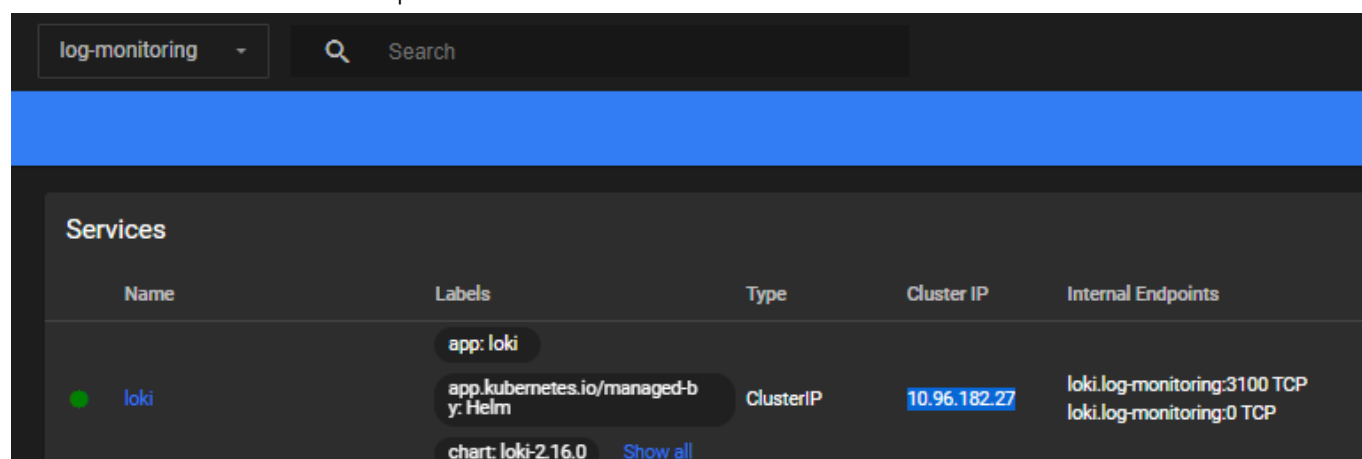 log-monitoring
Search
Services
Name Labels Type Cluster IP Internal Endpoints
app: loki
loki app.kubernetes.io/managed-b ClusterIP 10.96.182.27 loki.log-monitoring:3100 TCP
y: Helm loki.log-monitoring:0 TCP
chart: loki-2.16.0 Show all